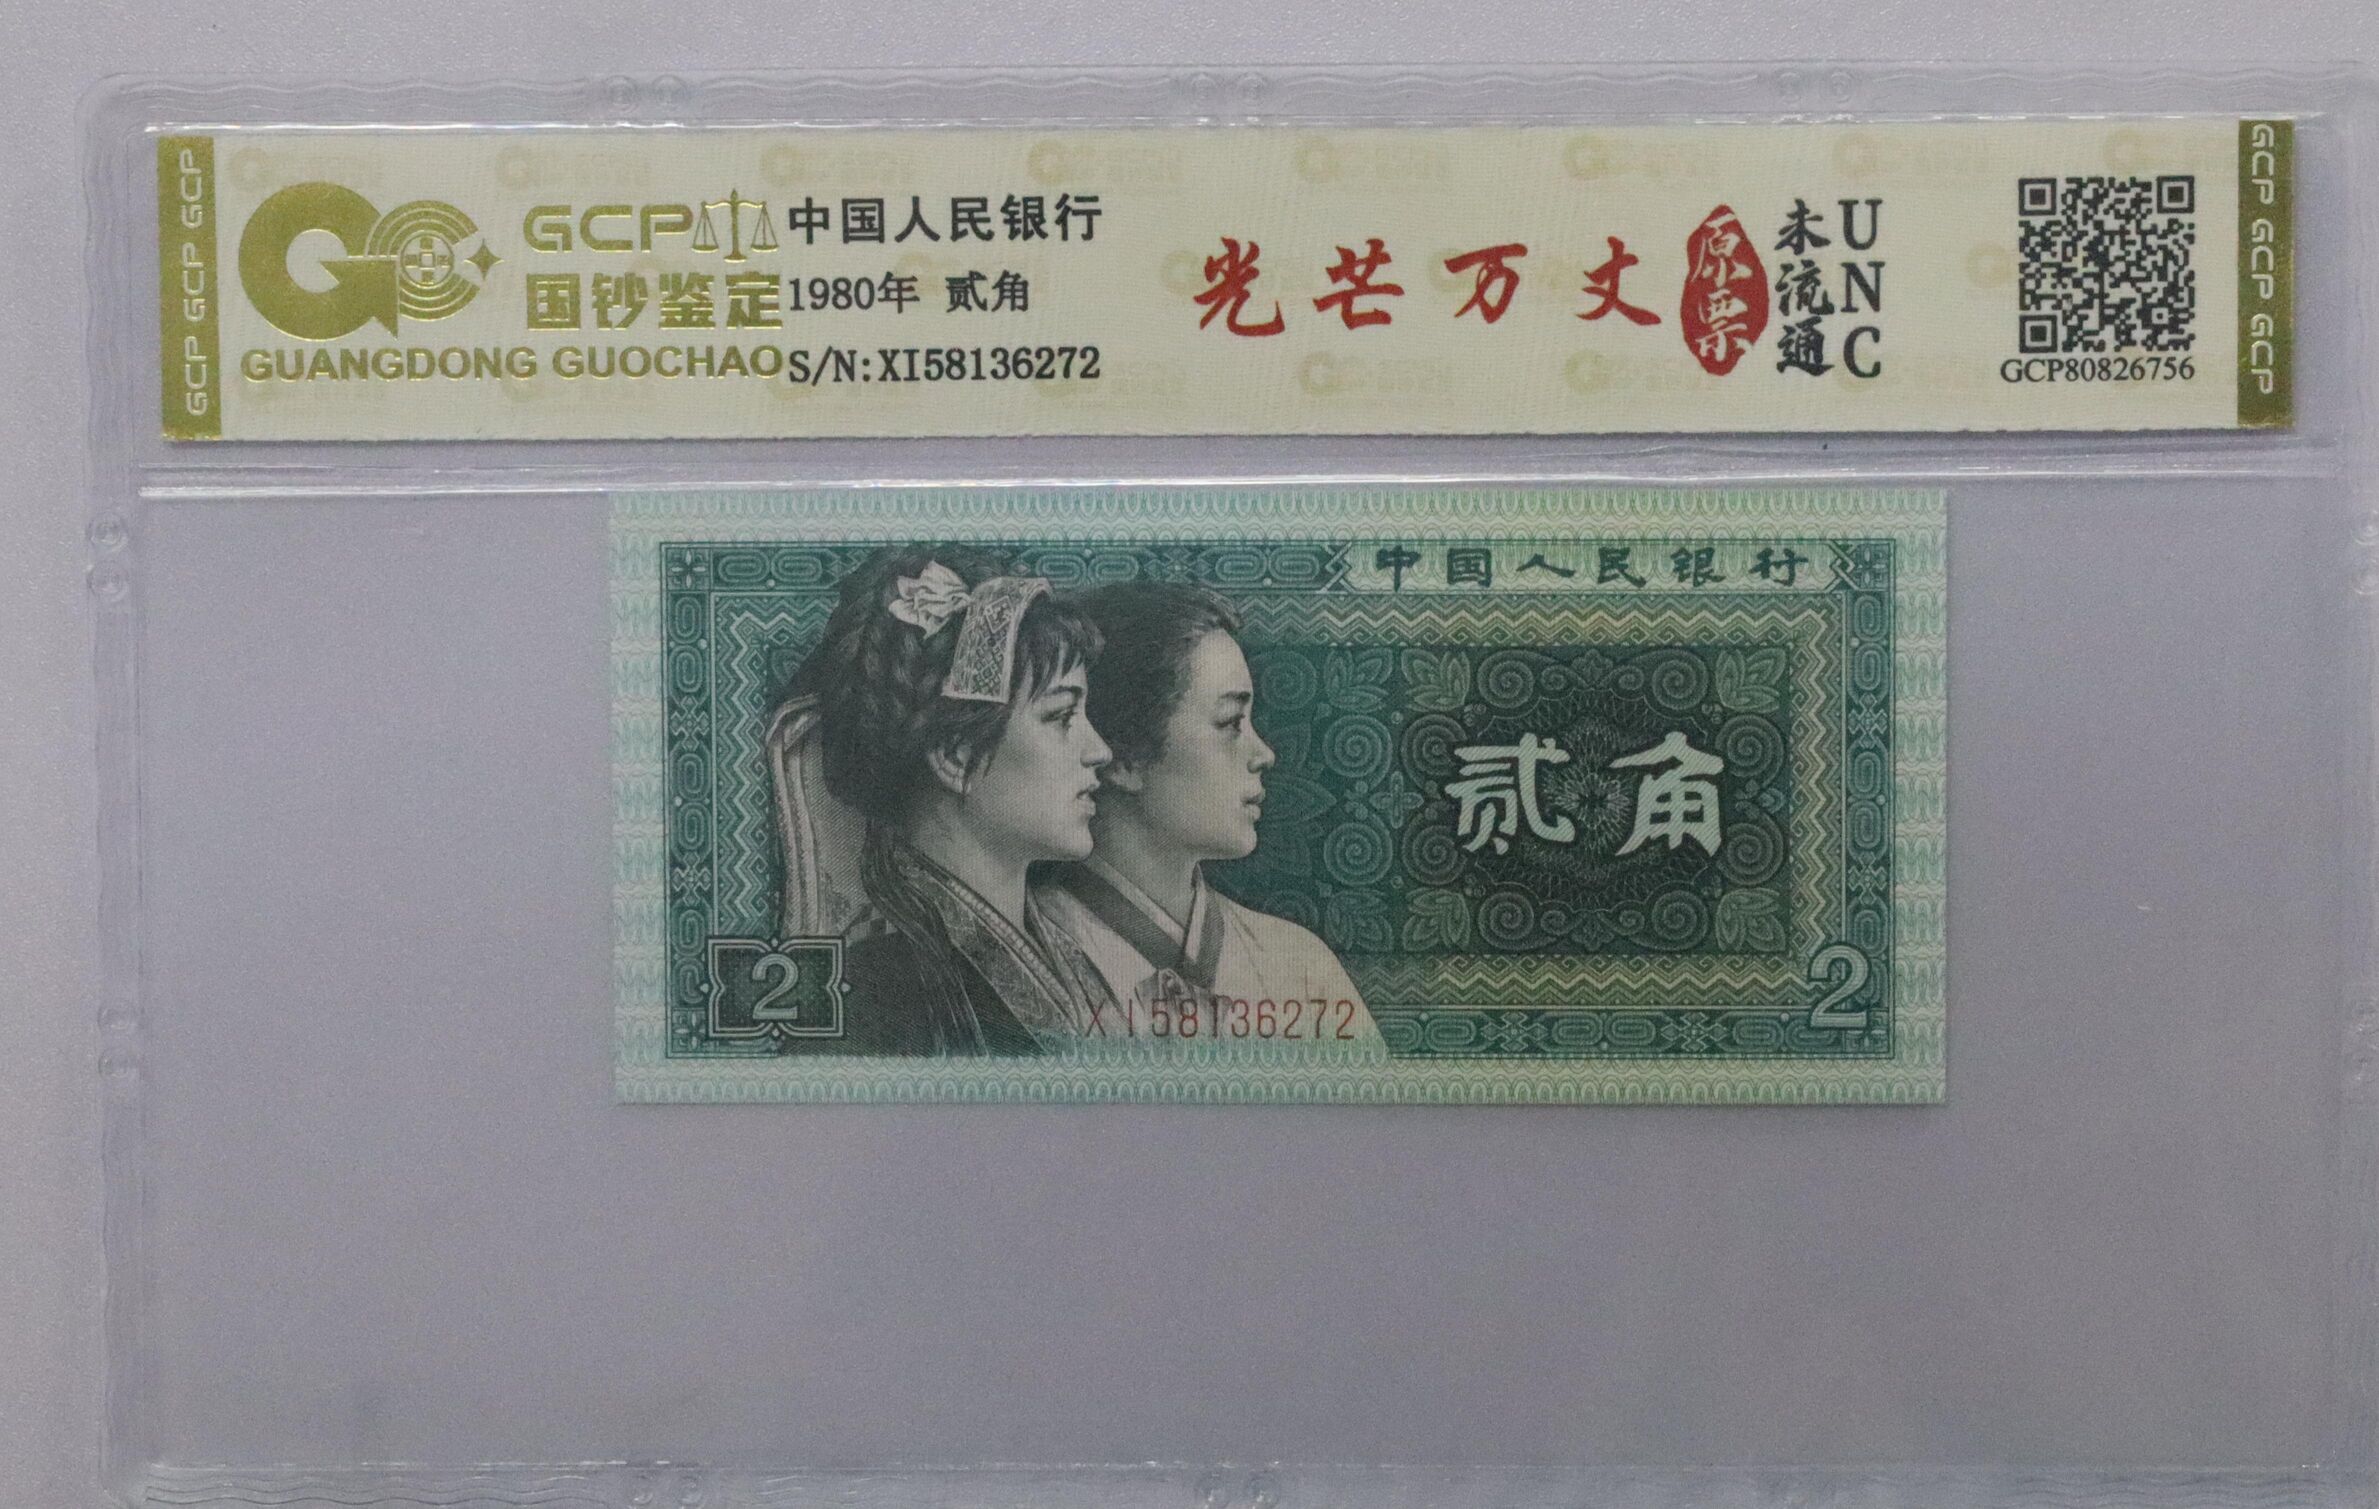 GCP GCP GCP
GCP
国钞鉴定
GUANGDONG GUOCHAO
中国人民银行
1980年 贰角
S/N:XI58136272
光芒万丈
原票
未流通
UNC
GCP80826756
GCP GCP GCP
中国人民银行
贰角
2
XI58136272
2